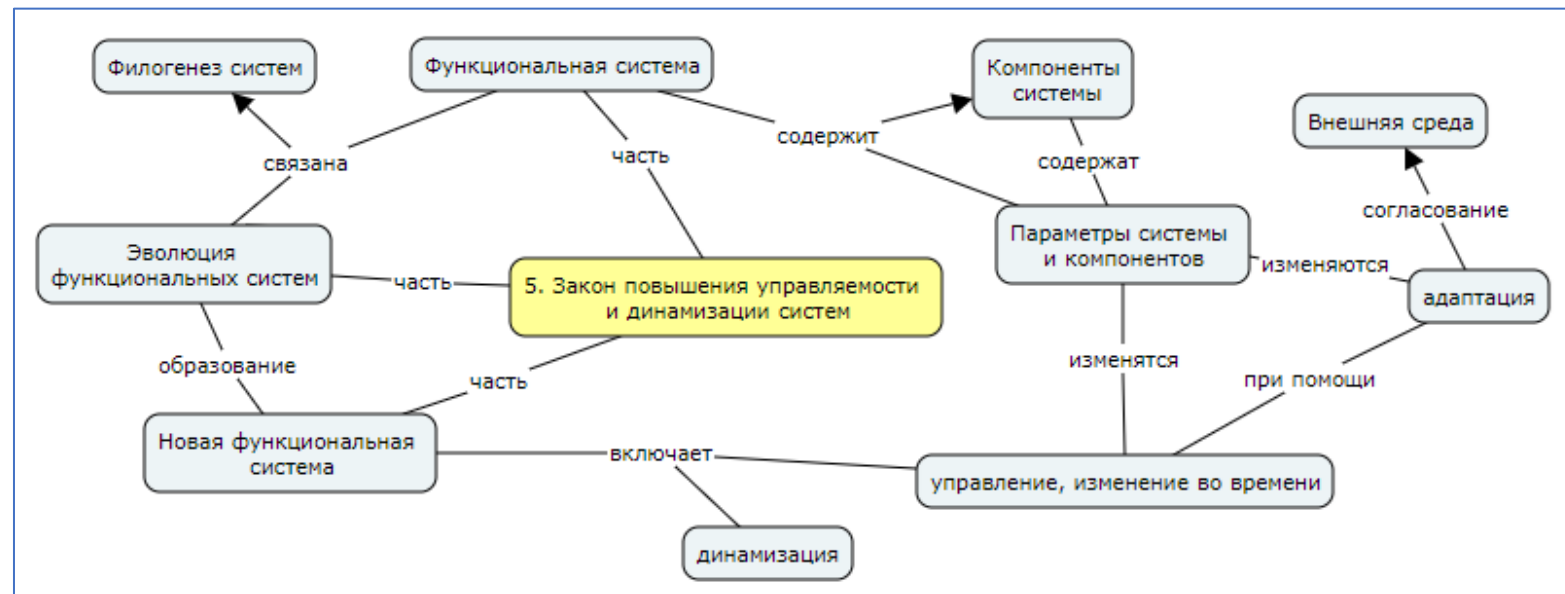 Филогенез систем
Функциональная система
Компоненты
системы
Внешняя среда
связана
часть
содержит
содержат
согласование
Эволюция
функциональных систем
часть
5. Закон повышения управляемости
и динамизации систем
Параметры системы
и компонентов
изменяются
адаптация
образование
часть
изменятся
при помощи
Новая функциональная
система
включает
управление, изменение во времени
динамизация